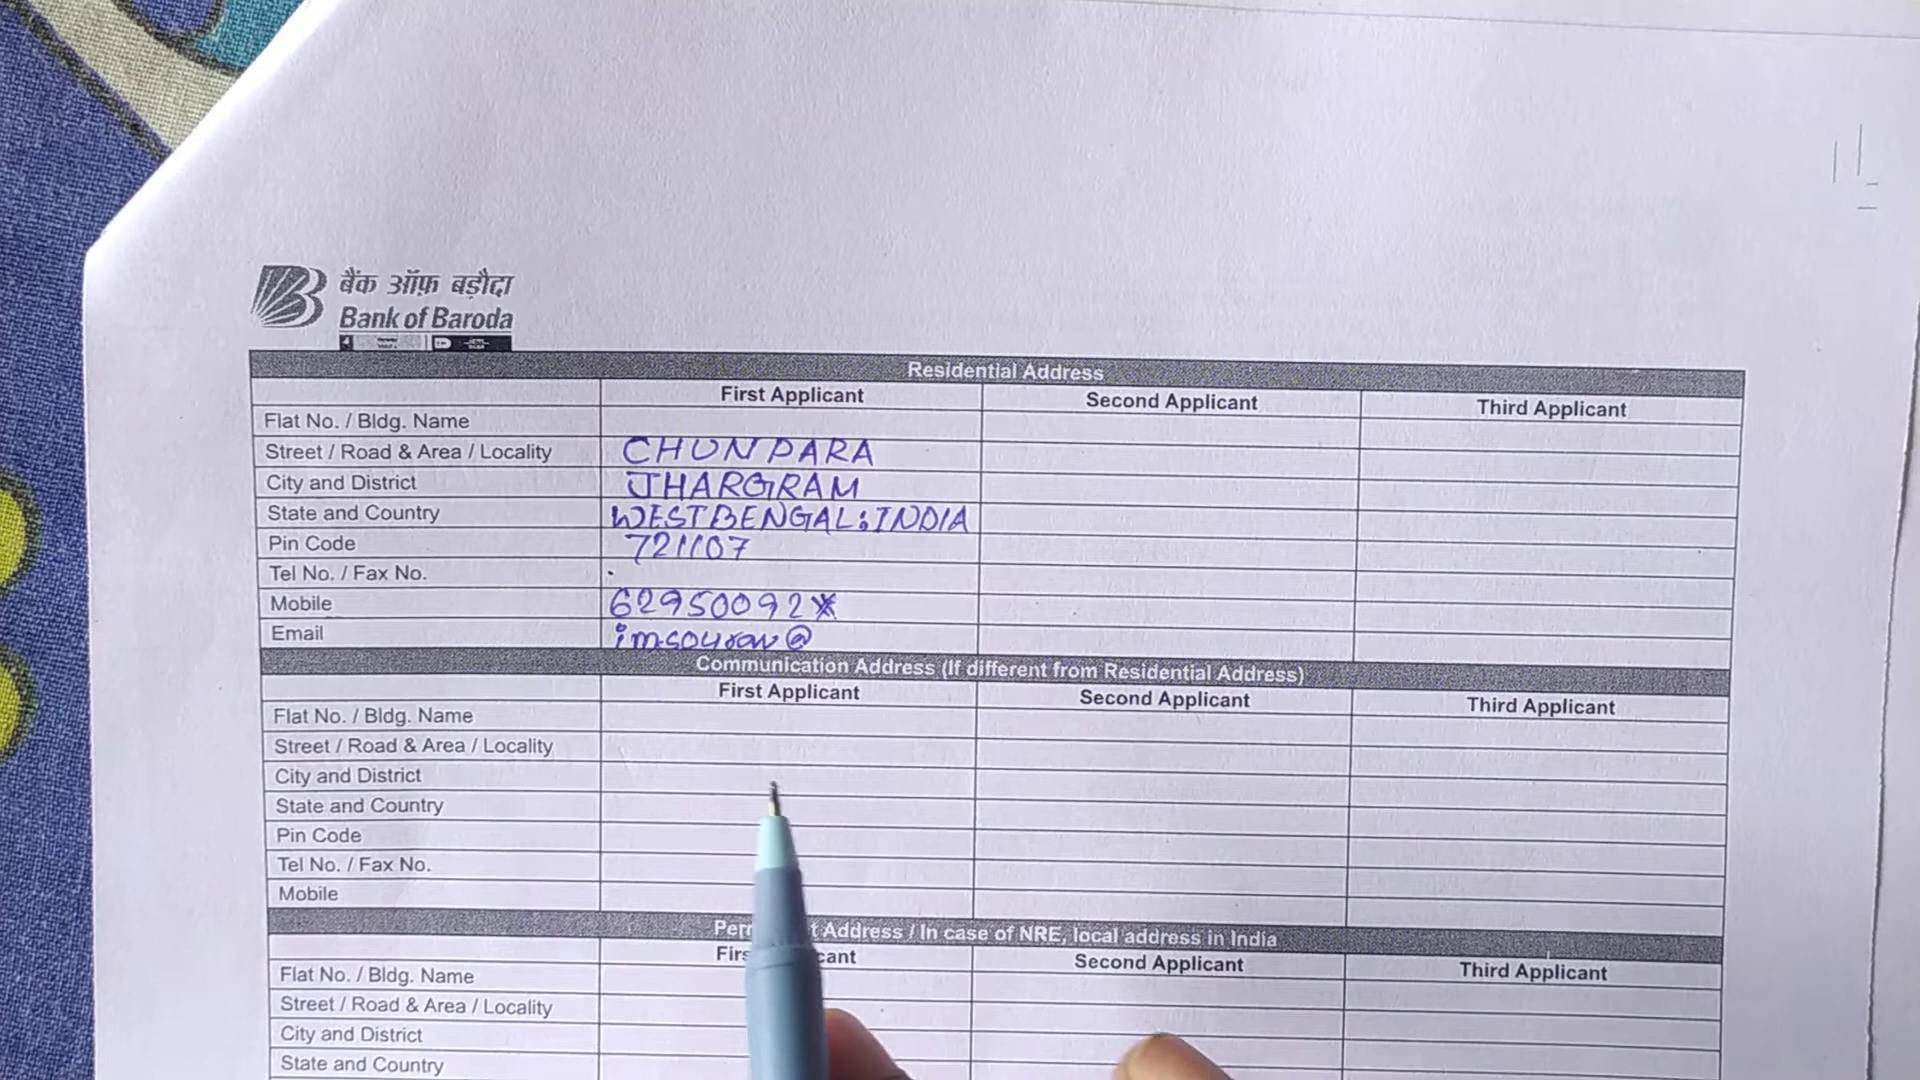 बैंक ऑफ़ बड़ौदा
Bank of Baroda
Residential Address
First Applicant Second Applicant Third Applicant
Flat No. / Bldg. Name
Street / Road & Area / Locality CHUNPARA
City and District JHARGRAM
State and Country WESTBENGAL; INDIA
Pin Code 721107
Tel No. / Fax No.
Mobile 62950092*
Email im.souran@
Communication Address (If different from Residential Address)
First Applicant Second Applicant Third Applicant
Flat No. / Bldg. Name
Street / Road & Area / Locality
City and District
State and Country
Pin Code
Tel No. / Fax No.
Mobile
Address / In case of NRE, local address in India
Second Applicant Third Applicant
Flat No. / Bldg. Name
Street / Road & Area / Locality
City and District
State and Country